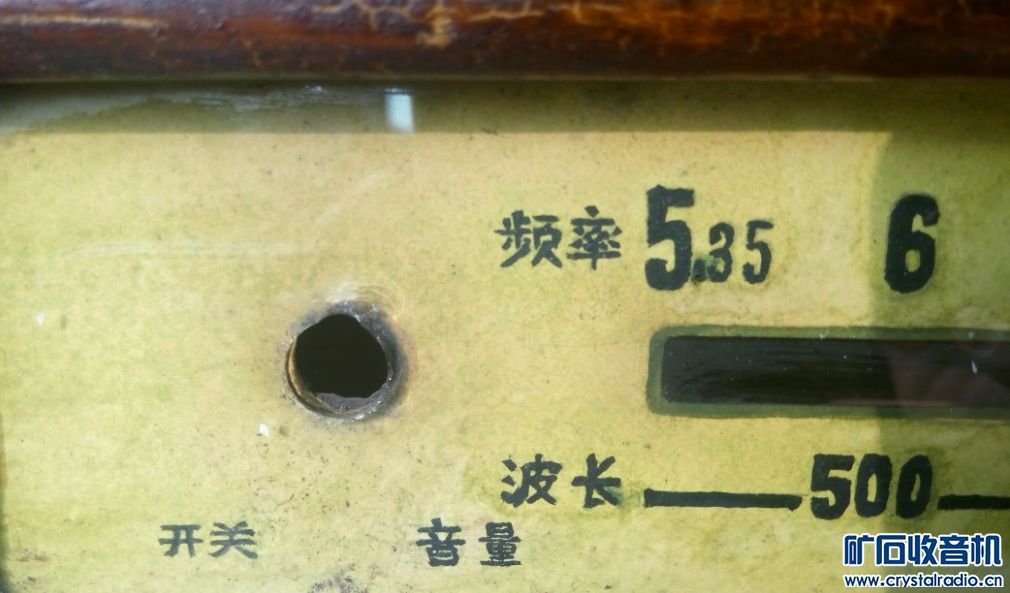 频率 5.35 6
波长 500
开关 音量
矿石收音机
www.crystalradio.cn